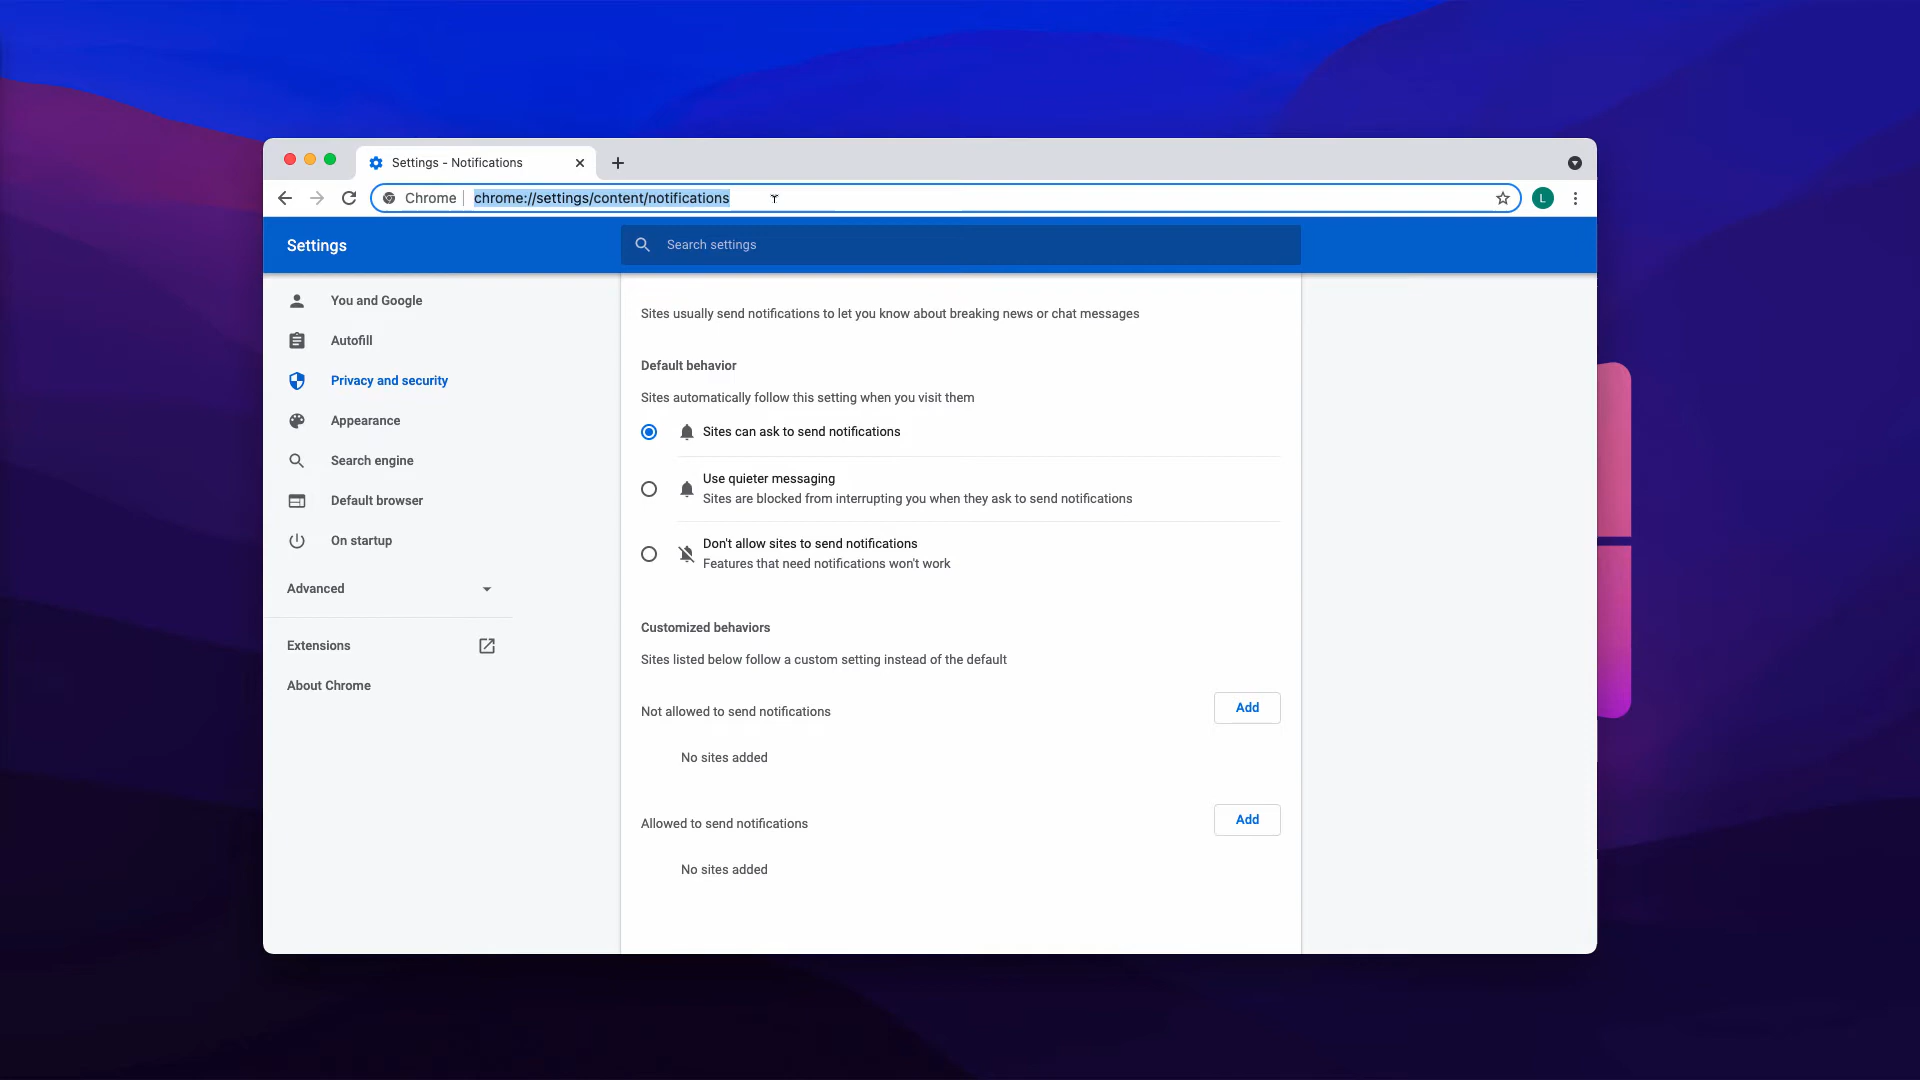 Settings - Notifications
Chrome | chrome://settings/content/notifications
L
Settings
Search settings
You and Google
Autofill
Privacy and security
Appearance
Search engine
Default browser
On startup
Advanced
Extensions
About Chrome
Sites usually send notifications to let you know about breaking news or chat messages
Default behavior
Sites automatically follow this setting when you visit them
Sites can ask to send notifications
Use quieter messaging
Sites are blocked from interrupting you when they ask to send notifications
Don't allow sites to send notifications
Features that need notifications won't work
Customized behaviors
Sites listed below follow a custom setting instead of the default
Not allowed to send notifications
Add
No sites added
Allowed to send notifications
Add
No sites added